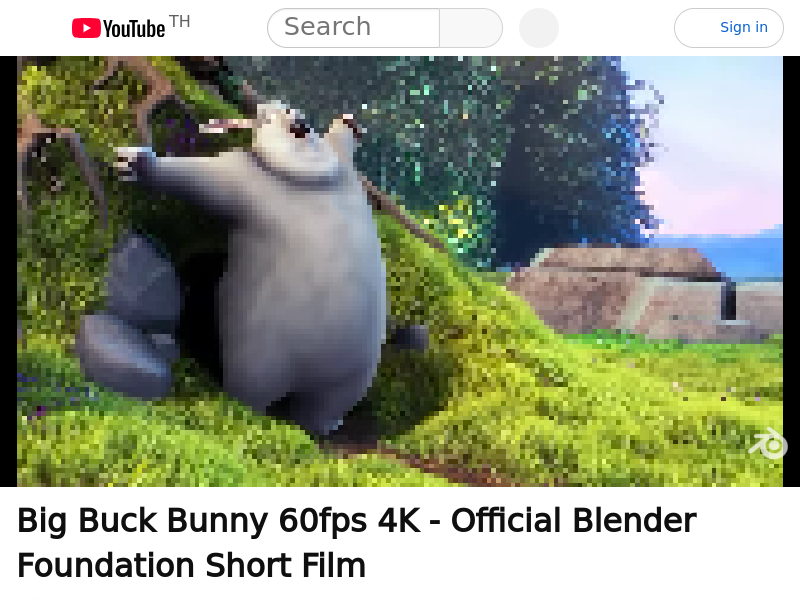 YouTube TH
Search
Sign in
Big Buck Bunny 60fps 4K - Official Blender
Foundation Short Film